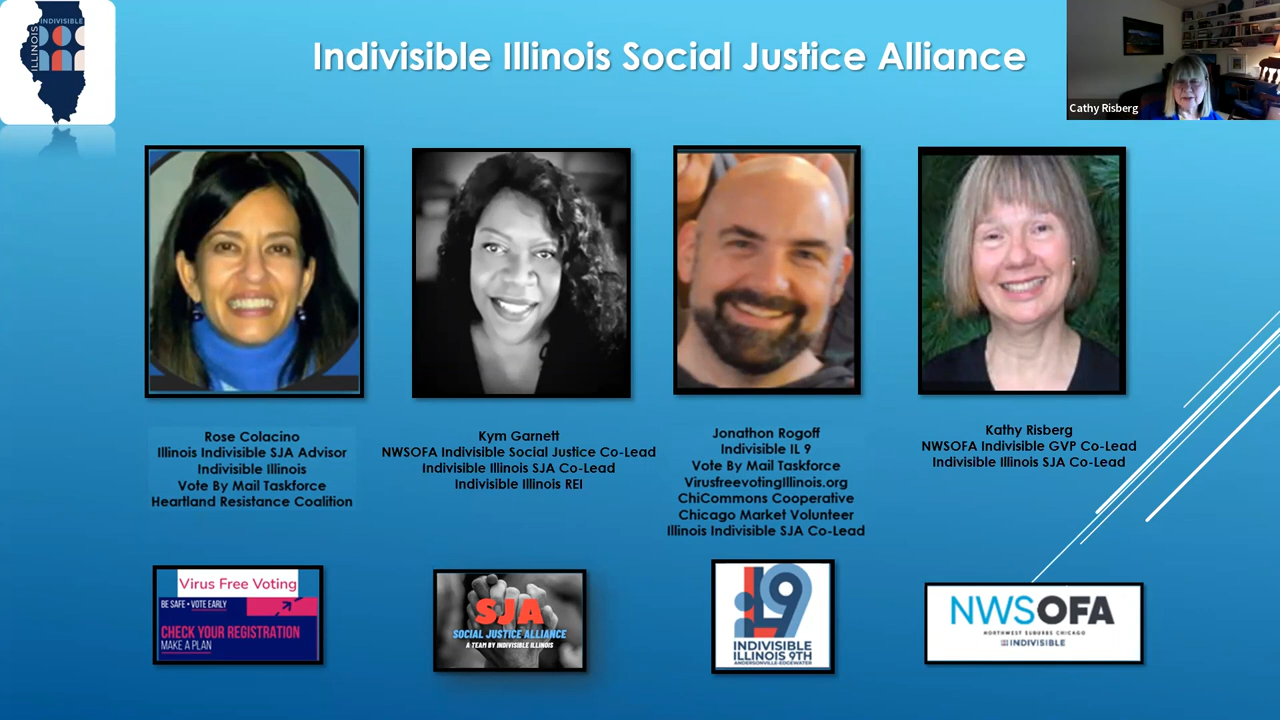 INDIVISIBLE
ILLINOIS
Indivisible Illinois Social Justice Alliance
Cathy Risberg
Rose Colacino
Illinois Indivisible SJA Advisor
Indivisible Illinois
Vote By Mail Taskforce
Heartland Resistance Coalition
Kym Garnett
NWSOFA Indivisible Social Justice Co-Lead
Indivisible Illinois SJA Co-Lead
Indivisible Illinois REI
Jonathon Rogoff
Indivisible IL 9
Vote By Mail Taskforce
VirusfreevotingIllinois.org
ChiCommons Cooperative
Chicago Market Volunteer
Illinois Indivisible SJA Co-Lead
Kathy Risberg
NWSOFA Indivisible GVP Co-Lead
Indivisible Illinois SJA Co-Lead
Virus Free Voting
BE SAFE • VOTE EARLY
CHECK YOUR REGISTRATION
MAKE A PLAN
SJA
SOCIAL JUSTICE ALLIANCE
A TEAM BY INDIVISIBLE ILLINOIS
IL9
INDIVISIBLE
ILLINOIS 9TH
ANDERSONVILLE-EDGEWATER
NWSOFA
NORTHWEST SUBURBS CHICAGO
INDIVISIBLE